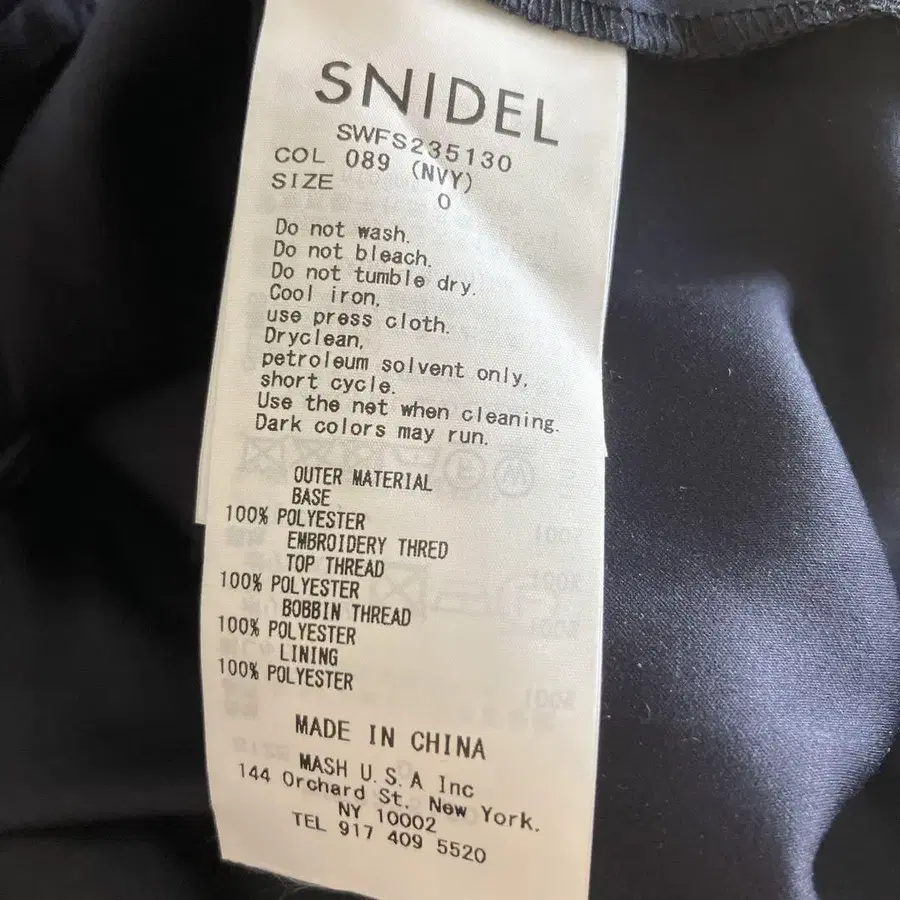 SNIDEL
SWFS235130
COL 089 (NVY)
SIZE 0
Do not wash.
Do not bleach.
Do not tumble dry.
Cool iron,
use press cloth.
Dryclean,
petroleum solvent only,
short cycle.
Use the net when cleaning.
Dark colors may run.
OUTER MATERIAL
BASE
100% POLYESTER
EMBROIDERY THRED
TOP THREAD
100% POLYESTER
BOBBIN THREAD
100% POLYESTER
LINING
100% POLYESTER
MADE IN CHINA
MASH U.S.A Inc
144 Orchard St, New York.
NY 10002
TEL 917 409 5520